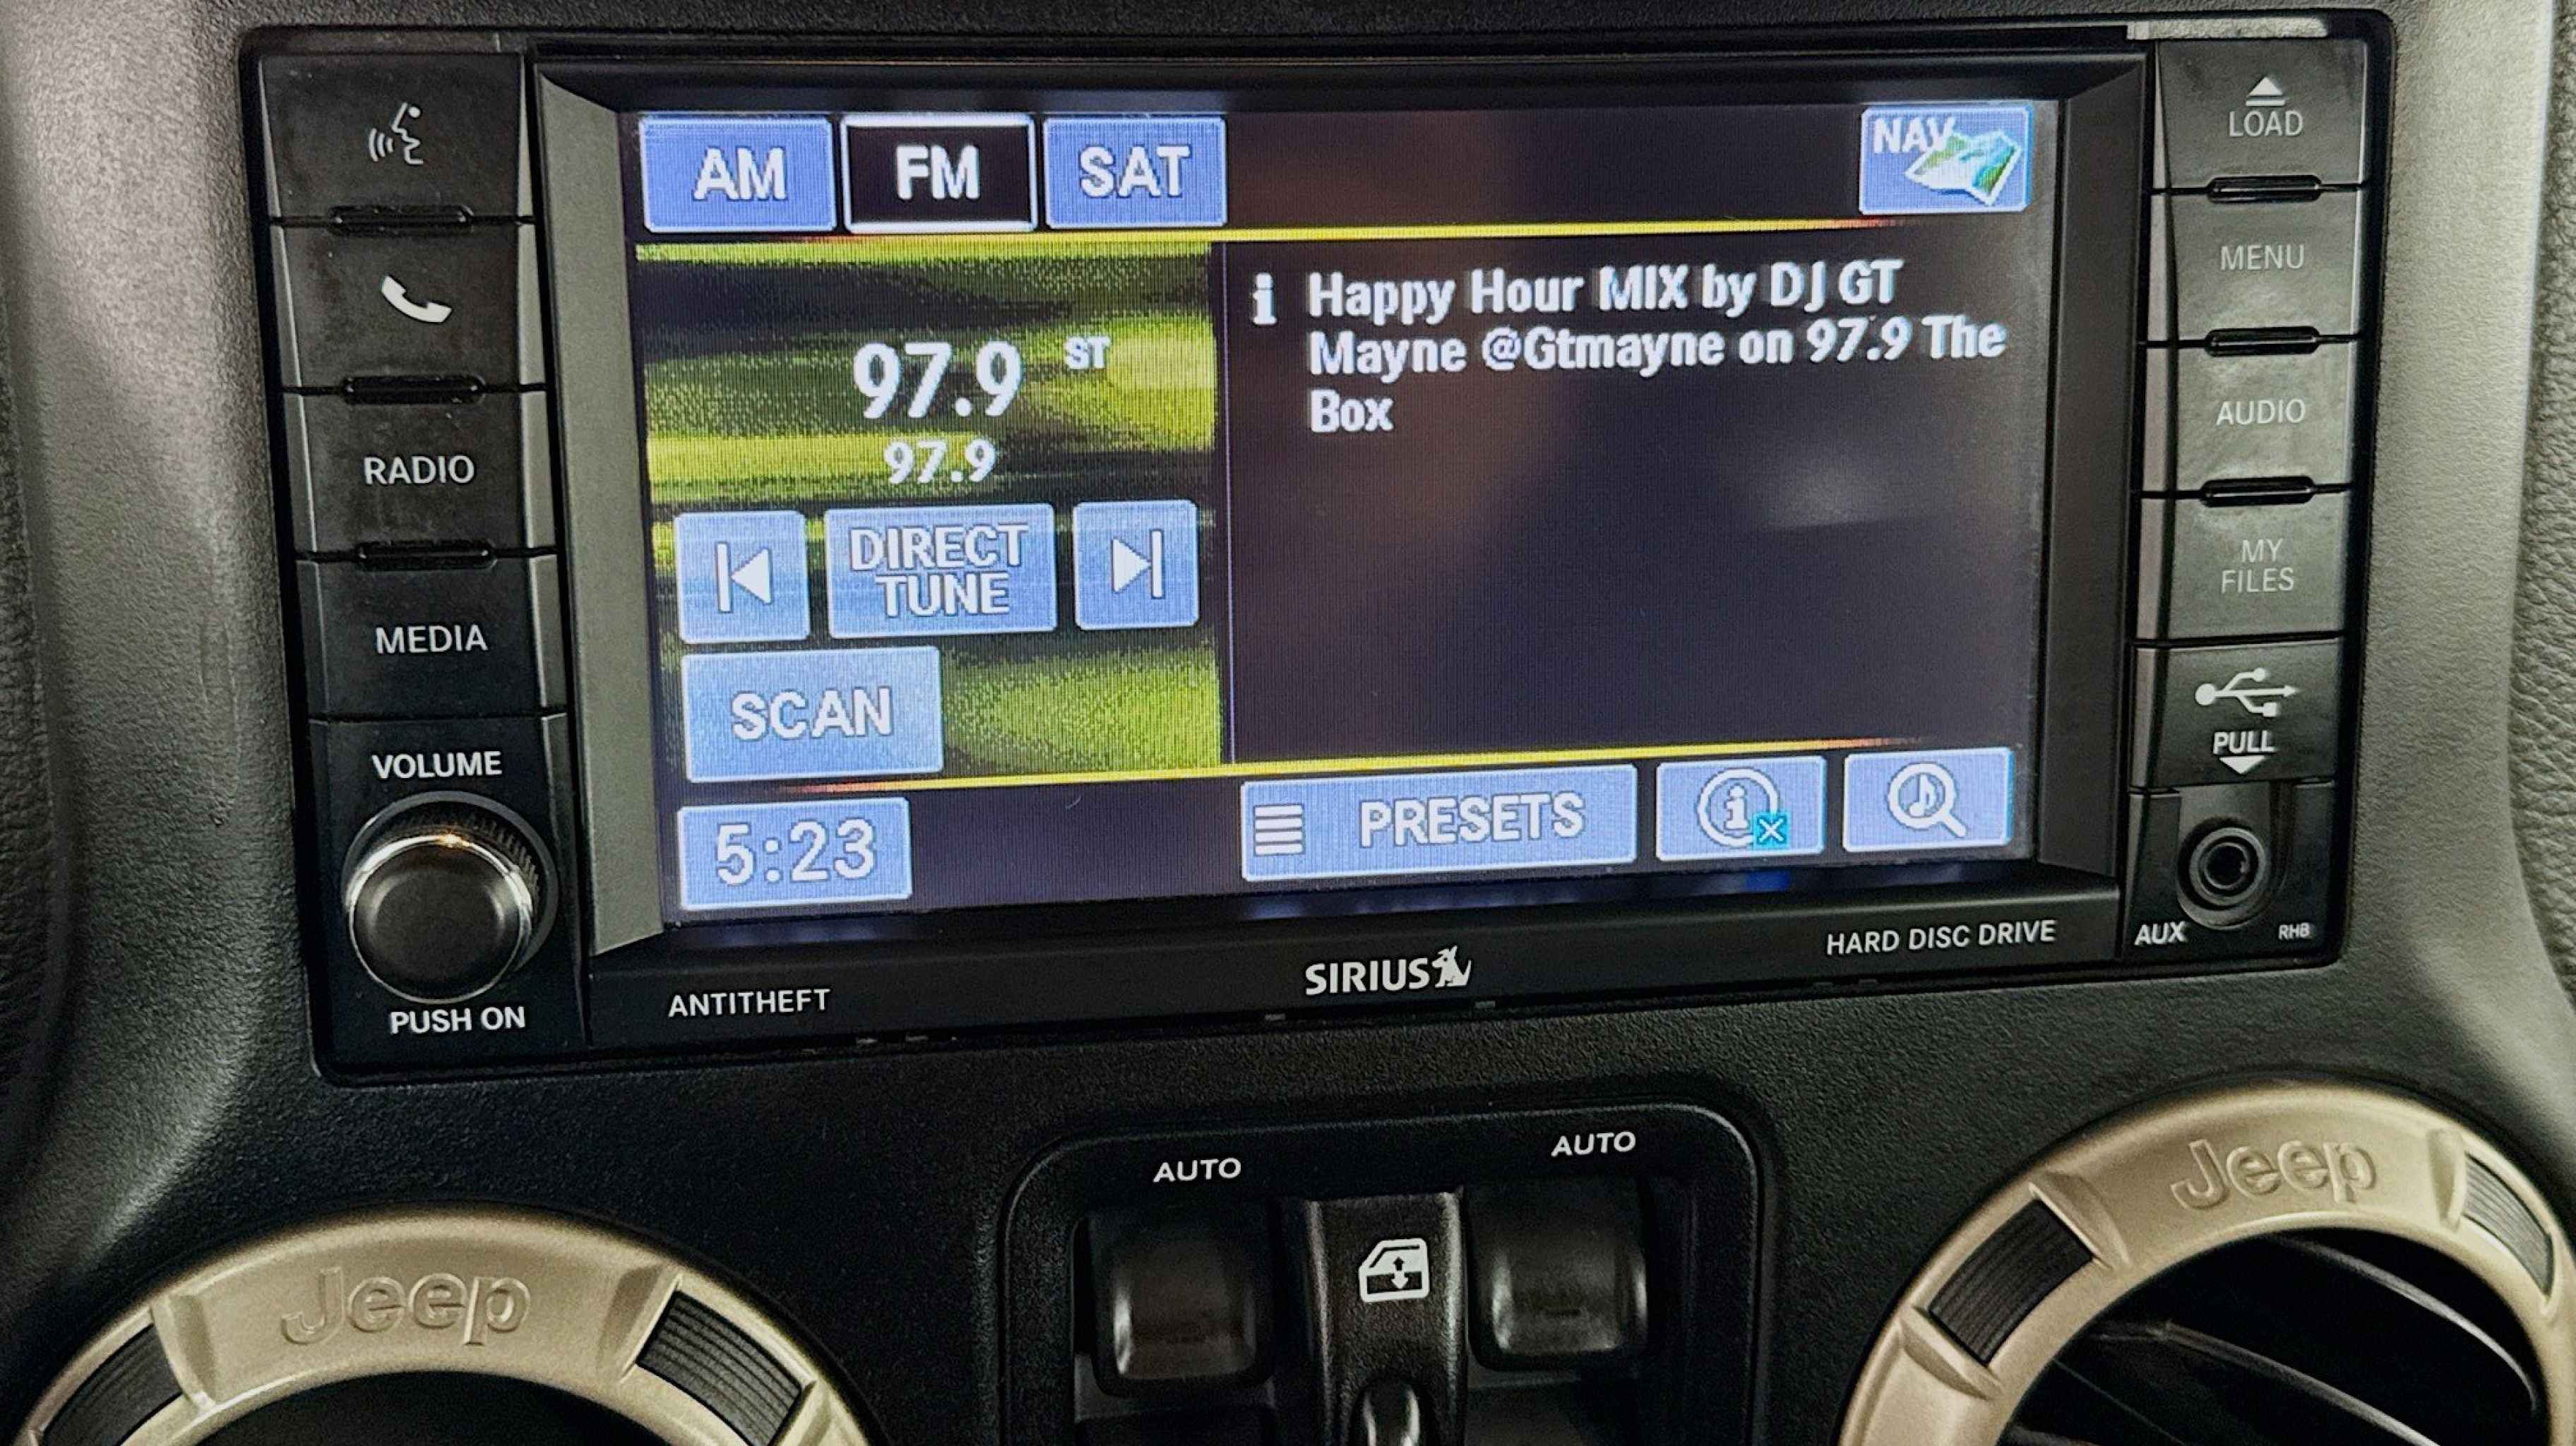 AM
FM
SAT
NAV
97.9 ST
97.9
DIRECT
TUNE
SCAN
5:23
Happy Hour MIX by DJ GT
Mayne @Gtmayne on 97.9 The
Box
PRESETS
RADIO
MEDIA
VOLUME
PUSH ON
LOAD
MENU
AUDIO
MY
FILES
PULL
AUX
RHB
ANTITHEFT
SIRIUS
HARD DISC DRIVE
AUTO
AUTO
Jeep
Jeep